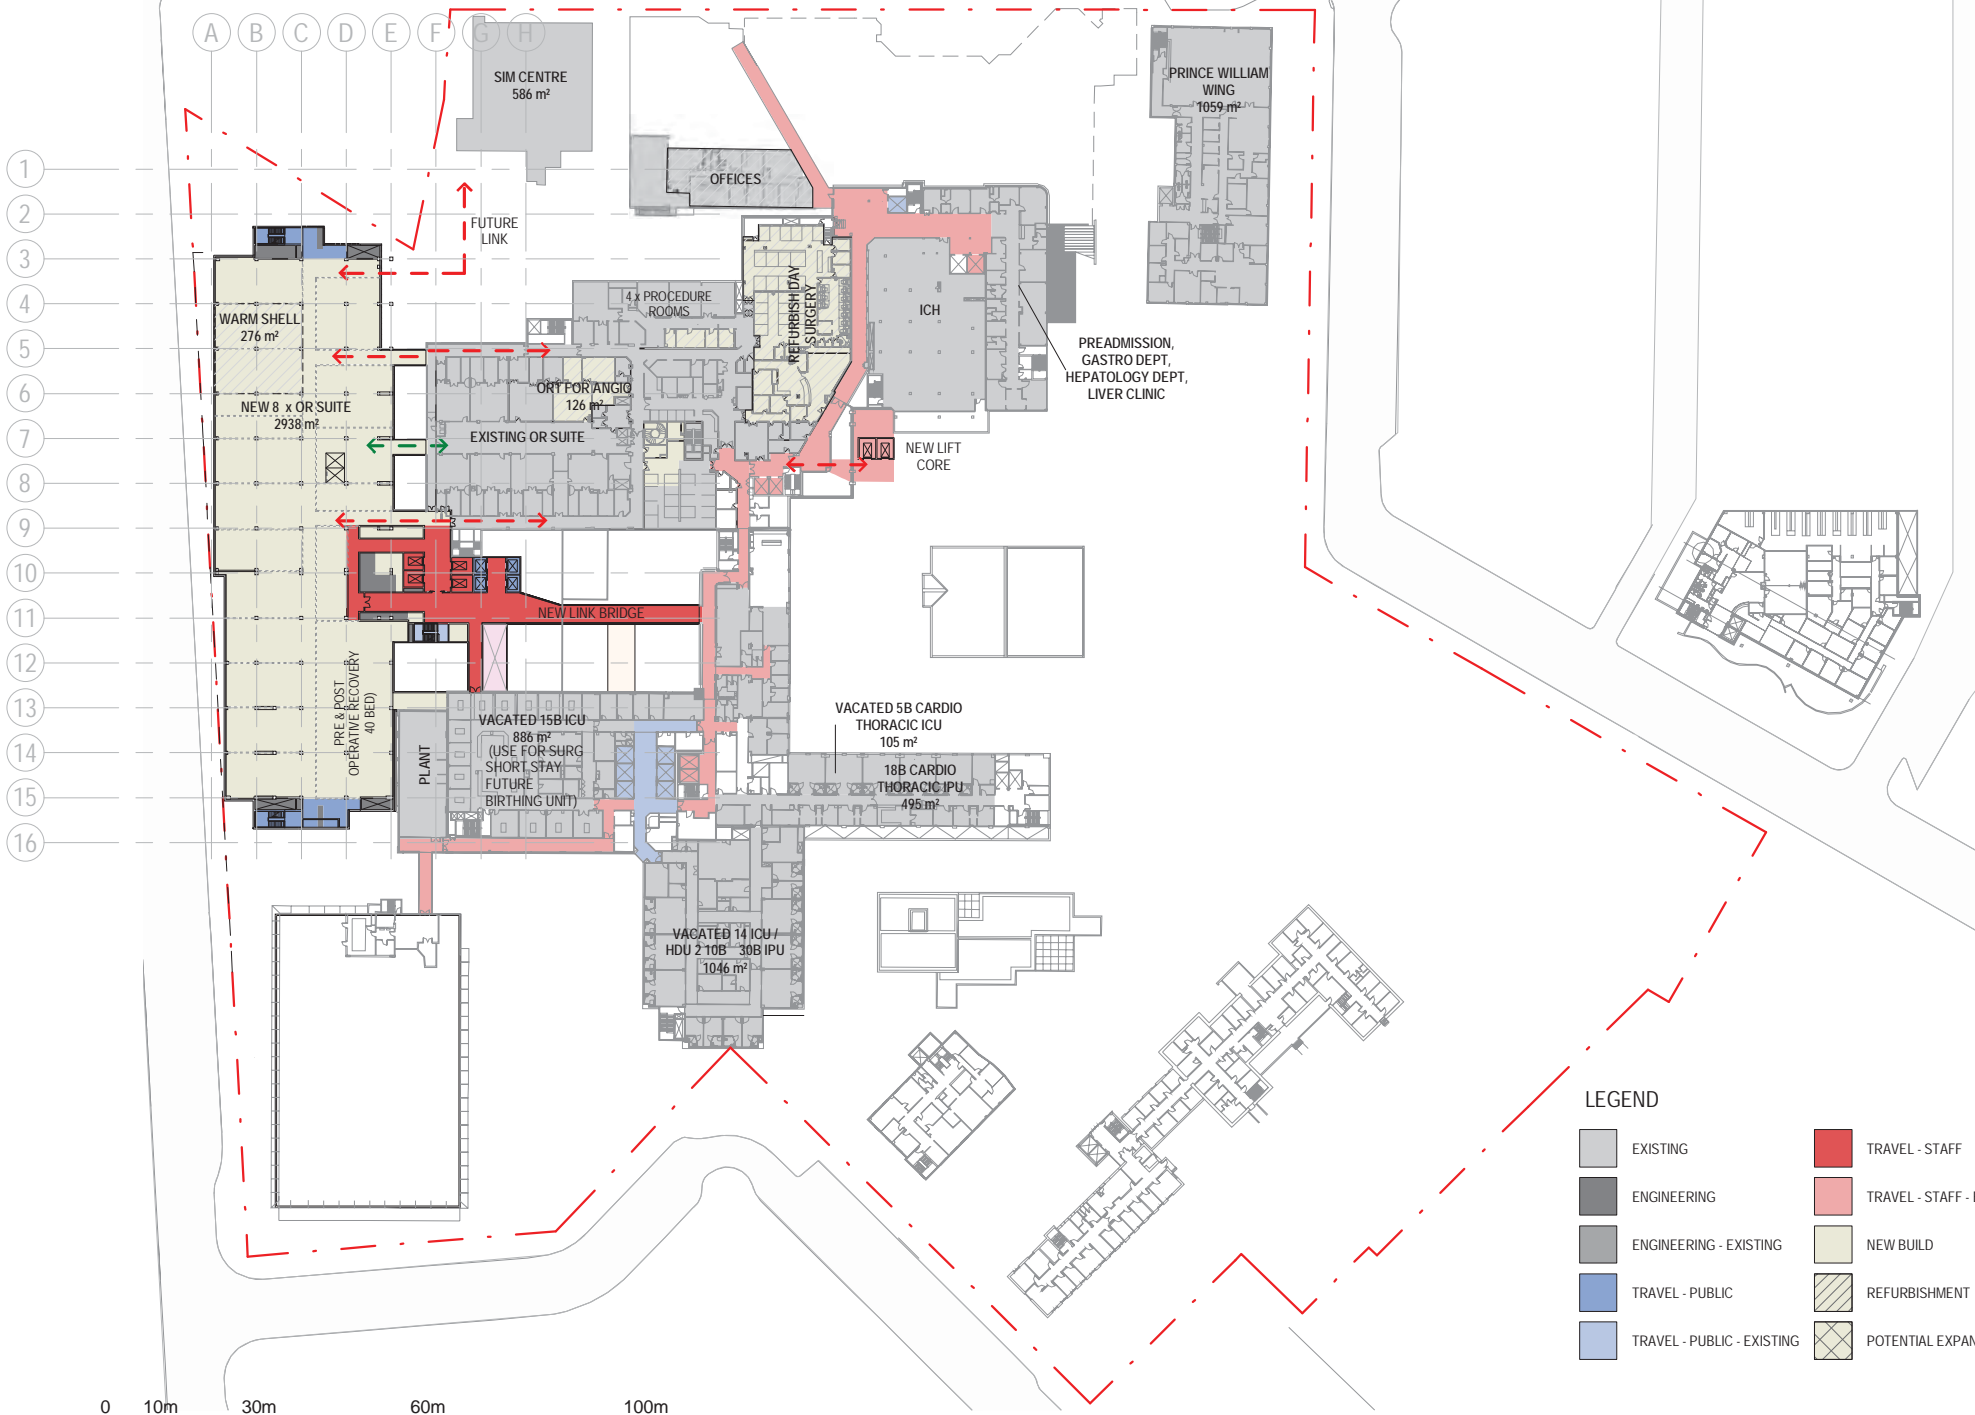 A B C D E F G H
1
2
3
4
5
6
7
8
9
10
11
12
13
14
15
16
SIM CENTRE
586 m²
PRINCE WILLIAM
WING
1059 m²
OFFICES
FUTURE
LINK
4 x PROCEDURE
ROOMS
REFURBISH DAY
SURGERY
ICH
WARM SHELL
276 m²
PREADMISSION,
GASTRO DEPT,
HEPATOLOGY DEPT,
LIVER CLINIC
ORT FOR ANGIO
126 m²
NEW 8 x OR SUITE
2938 m²
EXISTING OR SUITE
NEW LIFT
CORE
NEW LINK BRIDGE
PRE & POST
OPERATIVE RECOVERY
40 BED)
VACATED 15B ICU
886 m²
(USE FOR SURG
SHORT STAY
FUTURE
BIRTHING UNIT)
PLANT
VACATED 5B CARDIO
THORACIC ICU
105 m²
18B CARDIO
THORACIC IPU
495 m²
VACATED 14 ICU /
HDU 2 10B 30B IPU
1046 m²
LEGEND
EXISTING
ENGINEERING
ENGINEERING - EXISTING
TRAVEL - PUBLIC
TRAVEL - PUBLIC - EXISTING
TRAVEL - STAFF
TRAVEL - STAFF -
NEW BUILD
REFURBISHMENT
POTENTIAL EXPAN
0 10m 30m 60m 100m